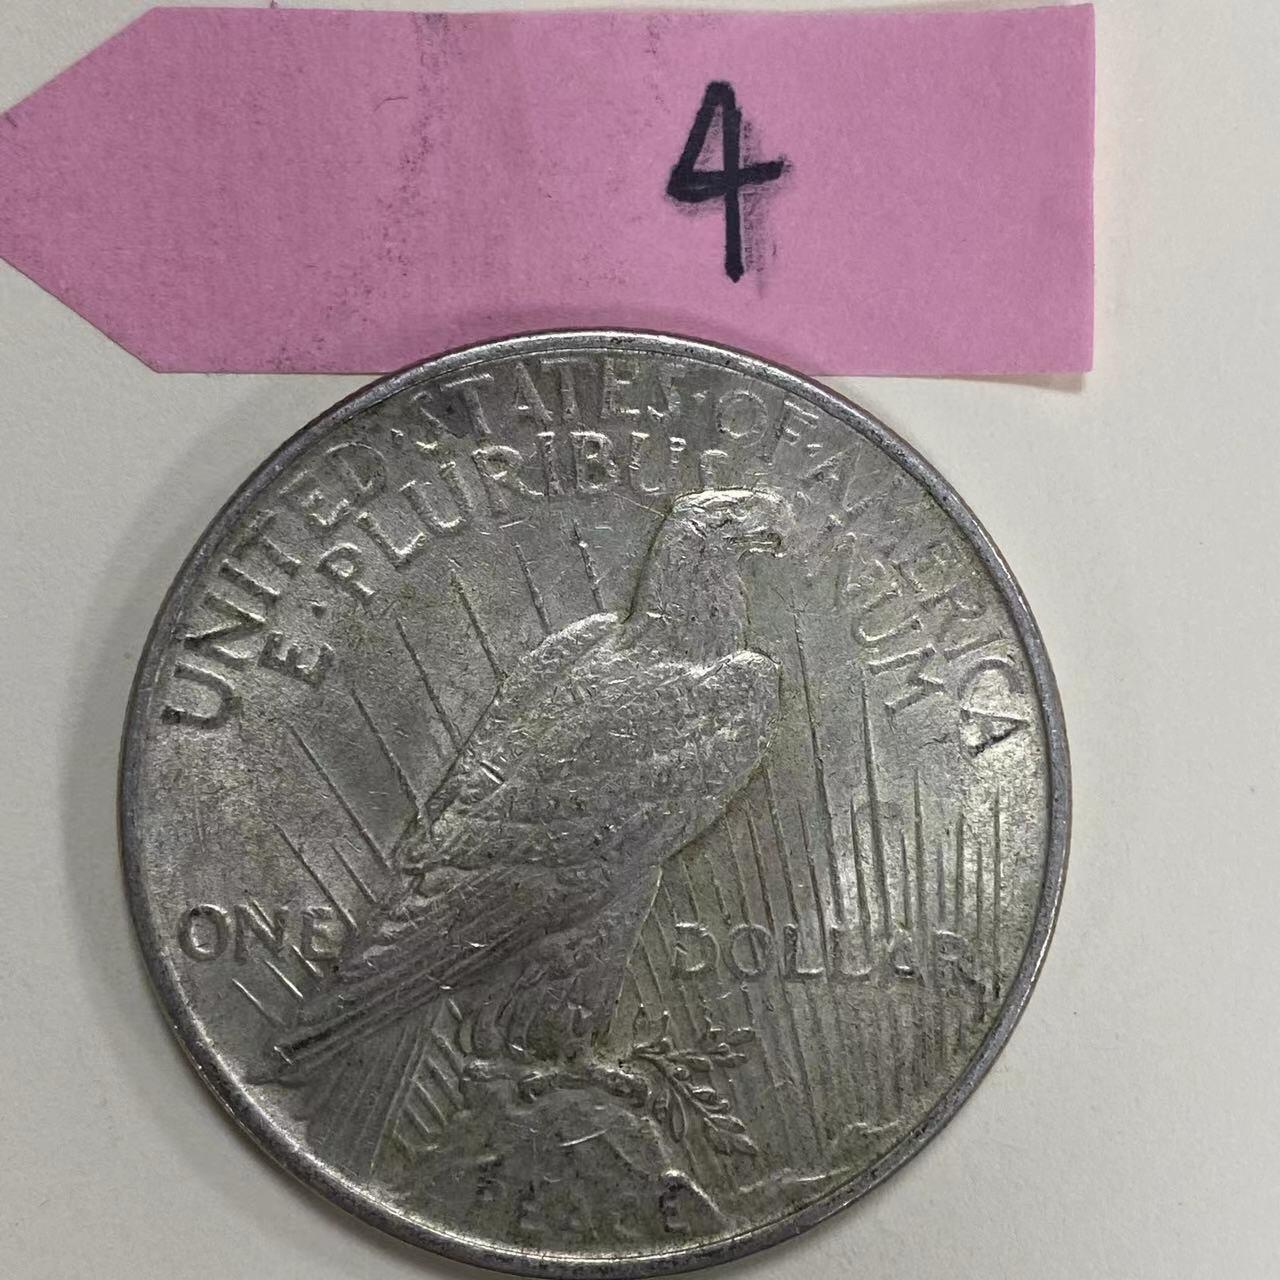 4
UNITED·STATES·OF·AMERICA
E·PLURIBUS
UNUM
ONE DOLLAR
PEACE